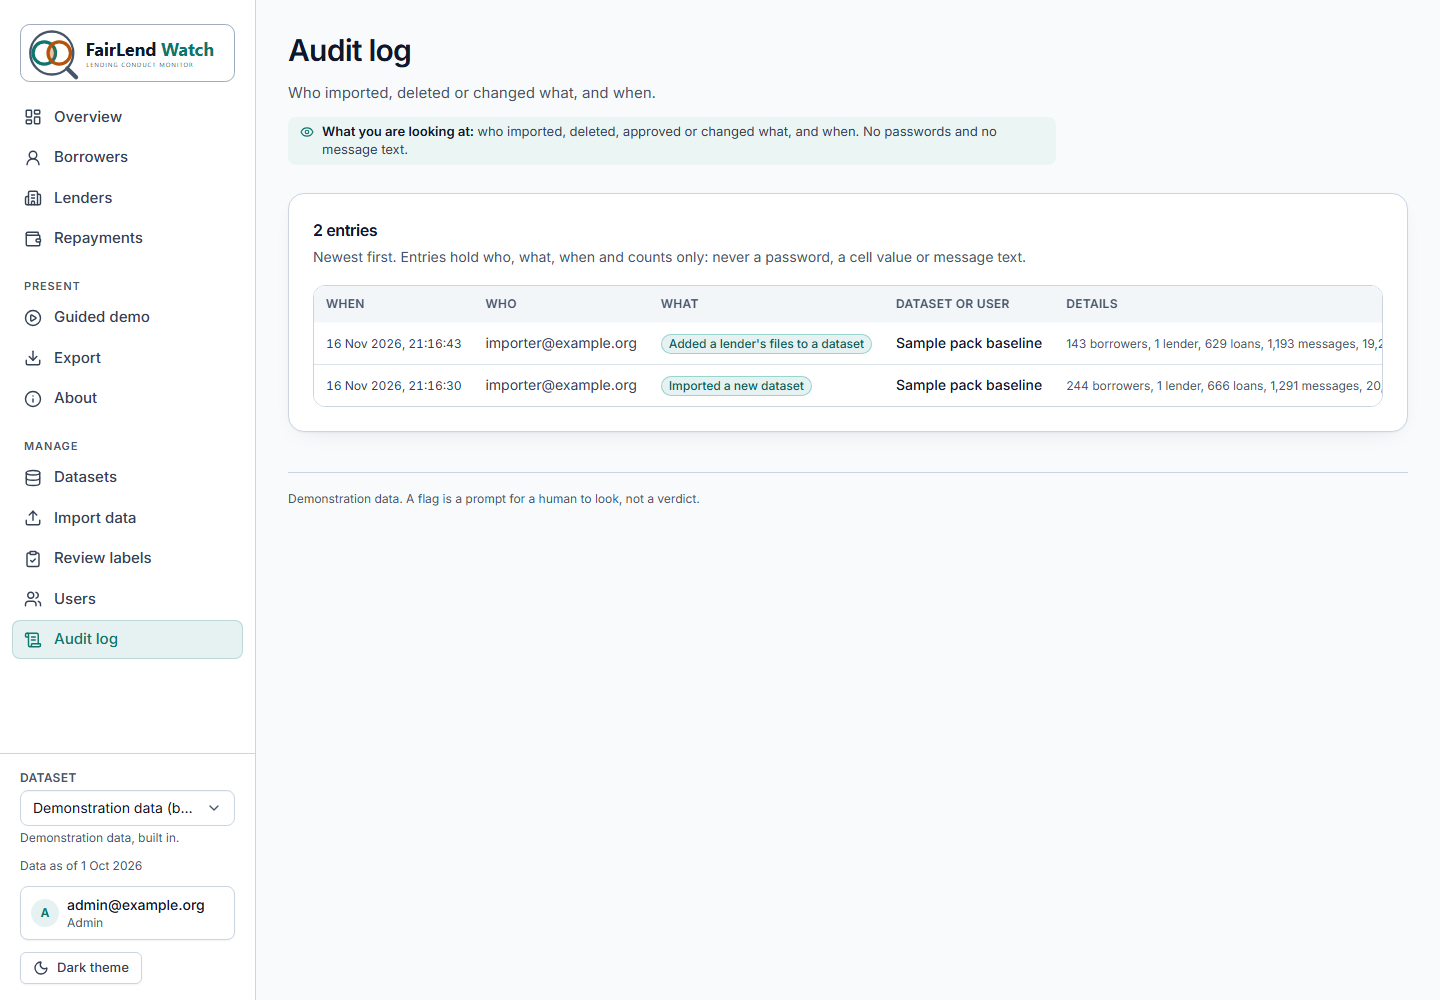 FairLend Watch
LENDING CONDUCT MONITOR
Overview
Borrowers
Lenders
Repayments
PRESENT
Guided demo
Export
About
MANAGE
Datasets
Import data
Review labels
Users
Audit log
DATASET
Demonstration data (b...
Demonstration data, built in.
Data as of 1 Oct 2026
A
admin@example.org
Admin
Dark theme
Audit log
Who imported, deleted or changed what, and when.
What you are looking at: who imported, deleted, approved or changed what, and when. No passwords and no
message text.
2 entries
Newest first. Entries hold who, what, when and counts only: never a password, a cell value or message text.
WHEN WHO WHAT DATASET OR USER DETAILS
16 Nov 2026, 21:16:43 importer@example.org Added a lender's files to a dataset Sample pack baseline 143 borrowers, 1 lender, 629 loans, 1,193 messages, 19,2
16 Nov 2026, 21:16:30 importer@example.org Imported a new dataset Sample pack baseline 244 borrowers, 1 lender, 666 loans, 1,291 messages, 20,
Demonstration data. A flag is a prompt for a human to look, not a verdict.